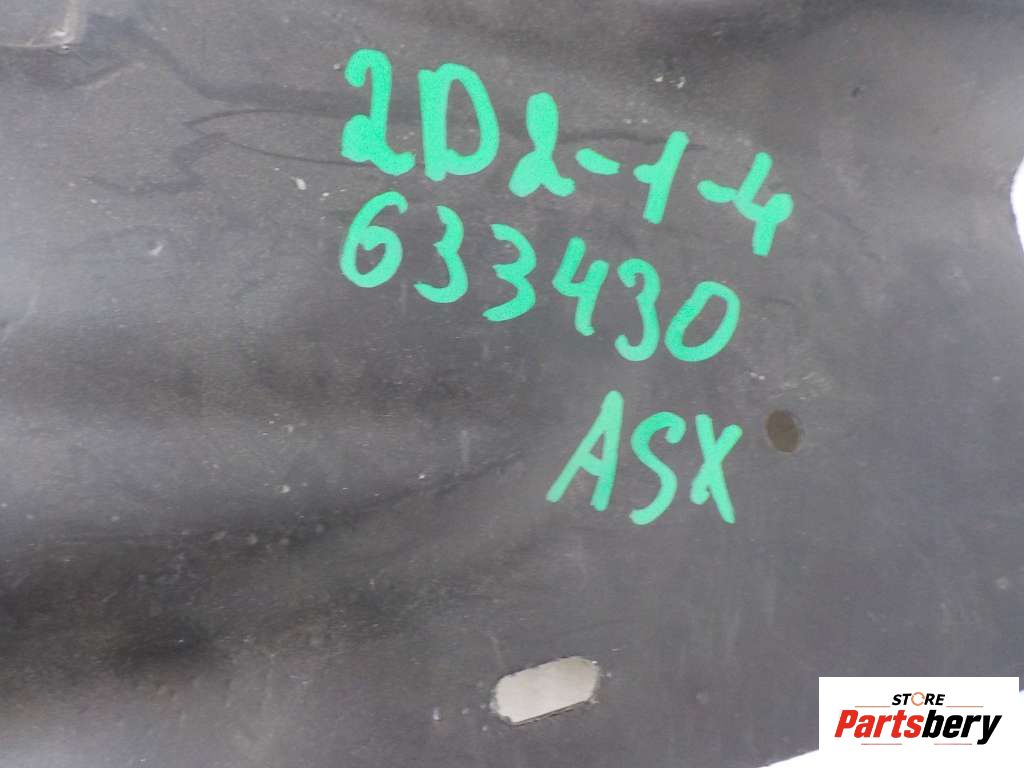 2D2-1-4
633430
ASX
STORE
Partsbery